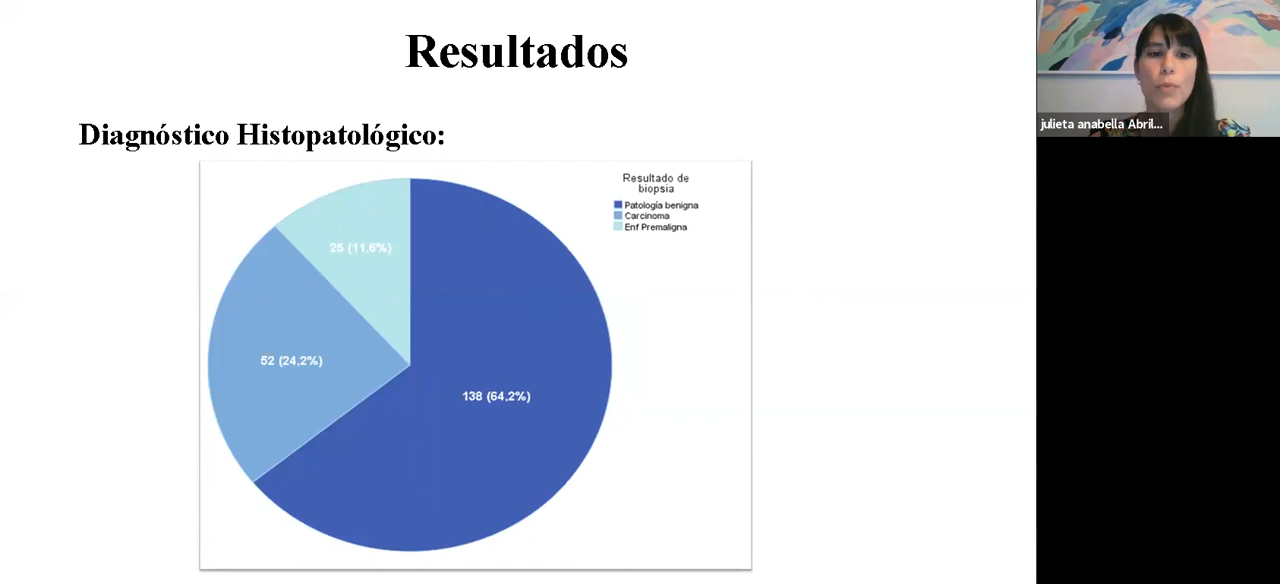 Resultados
julieta anabella Abril...
Diagnóstico Histopatológico:
Resultado de
biopsia
Patología benigna
Carcinoma
Enf Premaligna
25 (11,6%)
52 (24,2%)
138 (64,2%)